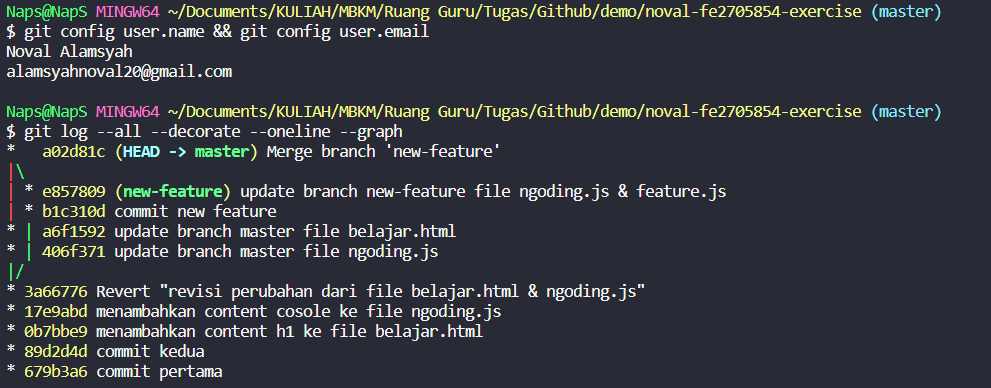 Naps@NapS MINGW64 ~/Documents/KULIAH/MBKM/Ruang Guru/Tugas/Github/demo/noval-fe2705854-exercise (master)
$ git config user.name && git config user.email
Noval Alamsyah
alamsyahnoval20@gmail.com
Naps@NapS MINGW64 ~/Documents/KULIAH/MBKM/Ruang Guru/Tugas/Github/demo/noval-fe2705854-exercise (master)
$ git log --all --decorate --oneline --graph
*   a02d81c (HEAD -> master) Merge branch 'new-feature'
|\
| * e857809 (new-feature) update branch new-feature file ngoding.js & feature.js
| * b1c310d commit new feature
* | a6f1592 update branch master file belajar.html
* | 406f371 update branch master file ngoding.js
|/
* 3a66776 Revert "revisi perubahan dari file belajar.html & ngoding.js"
* 17e9abd menambahkan content cosole ke file ngoding.js
* 0b7bbe9 menambahkan content h1 ke file belajar.html
* 89d2d4d commit kedua
* 679b3a6 commit pertama